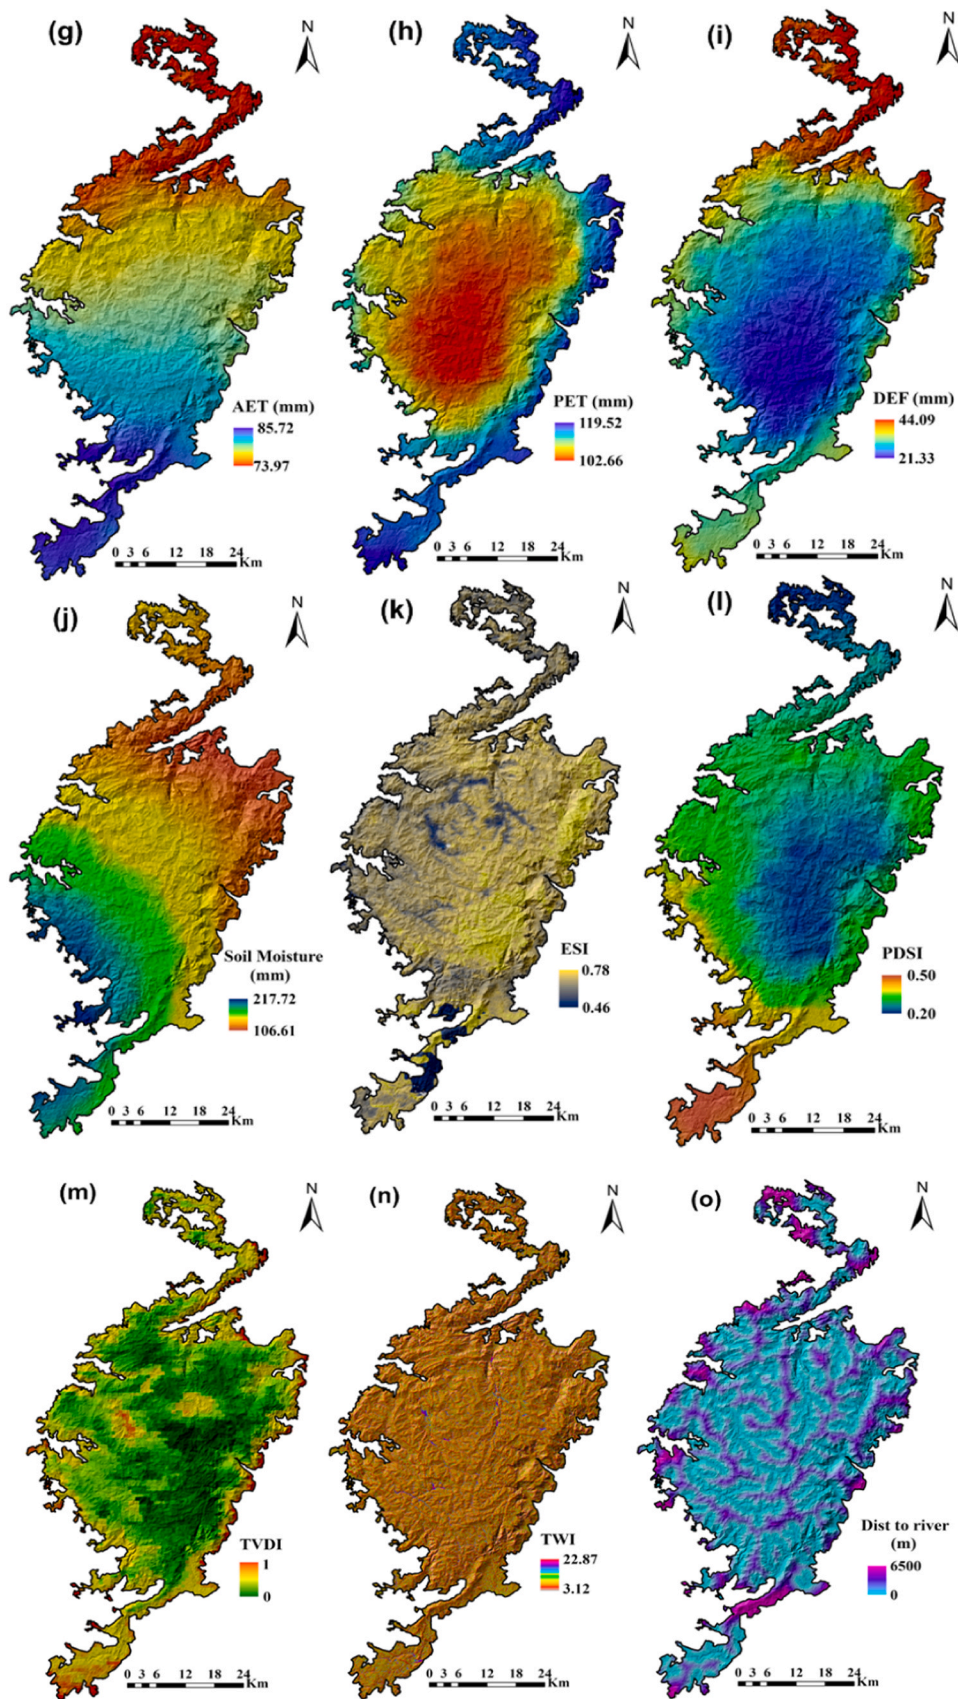 (g)
N
AET (mm)
85.72
73.97
0 3 6 12 18 24
Km
(h)
N
PET (mm)
119.52
102.66
0 3 6 12 18 24
Km
(i)
N
DEF (mm)
44.09
21.33
0 3 6 12 18 24
Km
(j)
N
Soil Moisture
(mm)
217.72
106.61
0 3 6 12 18 24
Km
(k)
N
ESI
0.78
0.46
0 3 6 12 18 24
Km
(l)
N
PDSI
0.50
0.20
0 3 6 12 18 24
Km
(m)
N
TVDI
1
0
0 3 6 12 18 24
Km
(n)
N
TWI
22.87
3.12
0 3 6 12 18 24
Km
(o)
N
Dist to river
(m)
6500
0
0 3 6 12 18 24
Km